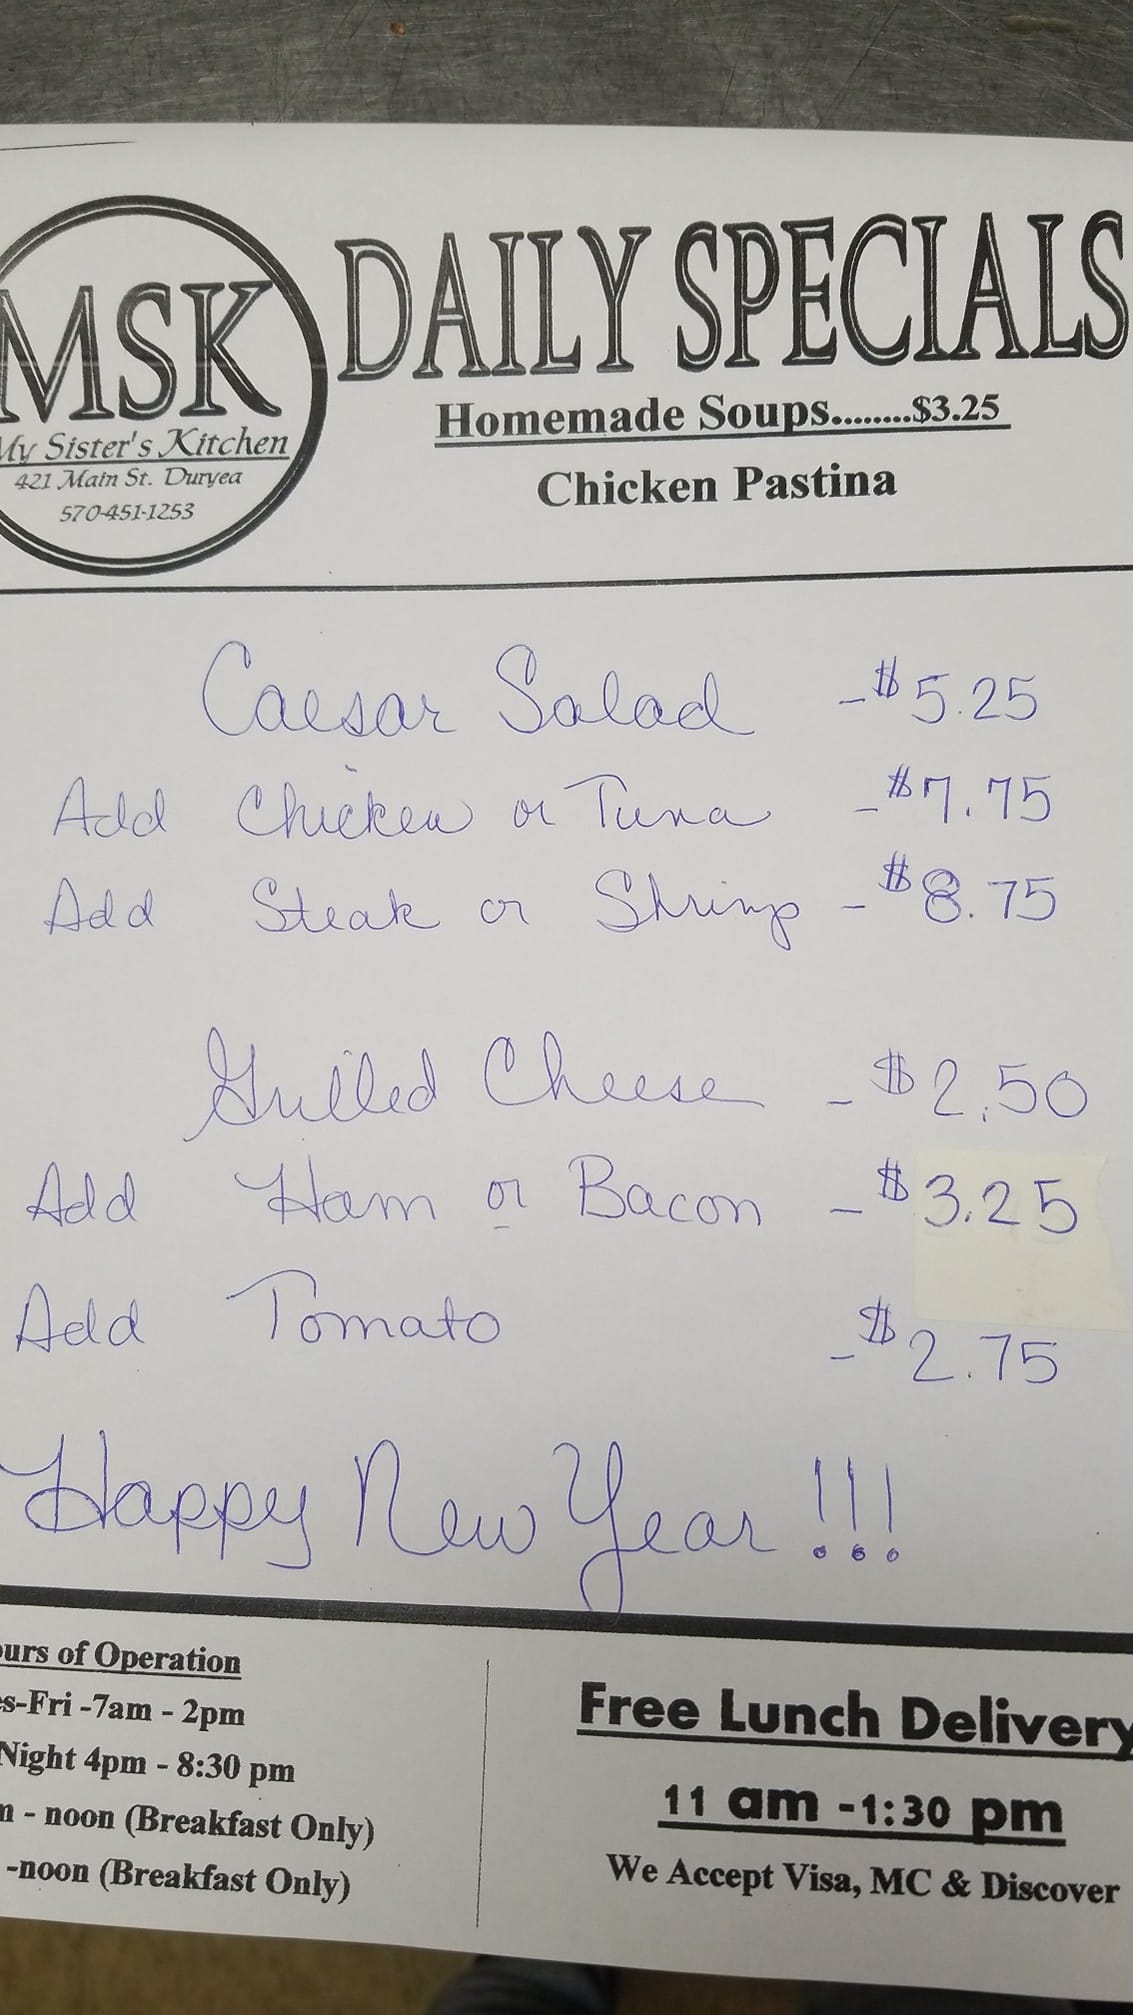 MSK
My Sister's Kitchen
421 Main St. Duryea
570-451-1253
DAILY SPECIALS
Homemade Soups........$3.25
Chicken Pastina
Caesar Salad - $5.25
Add Chicken or Tuna - $7.75
Add Steak or Shrimp - $8.75
Grilled Cheese - $2.50
Add Ham or Bacon - $3.25
Add Tomato - $2.75
Happy New Year!!!
ours of Operation
s-Fri -7am - 2pm
Night 4pm - 8:30 pm
- noon (Breakfast Only)
-noon (Breakfast Only)
Free Lunch Delivery
11 am -1:30 pm
We Accept Visa, MC & Discover